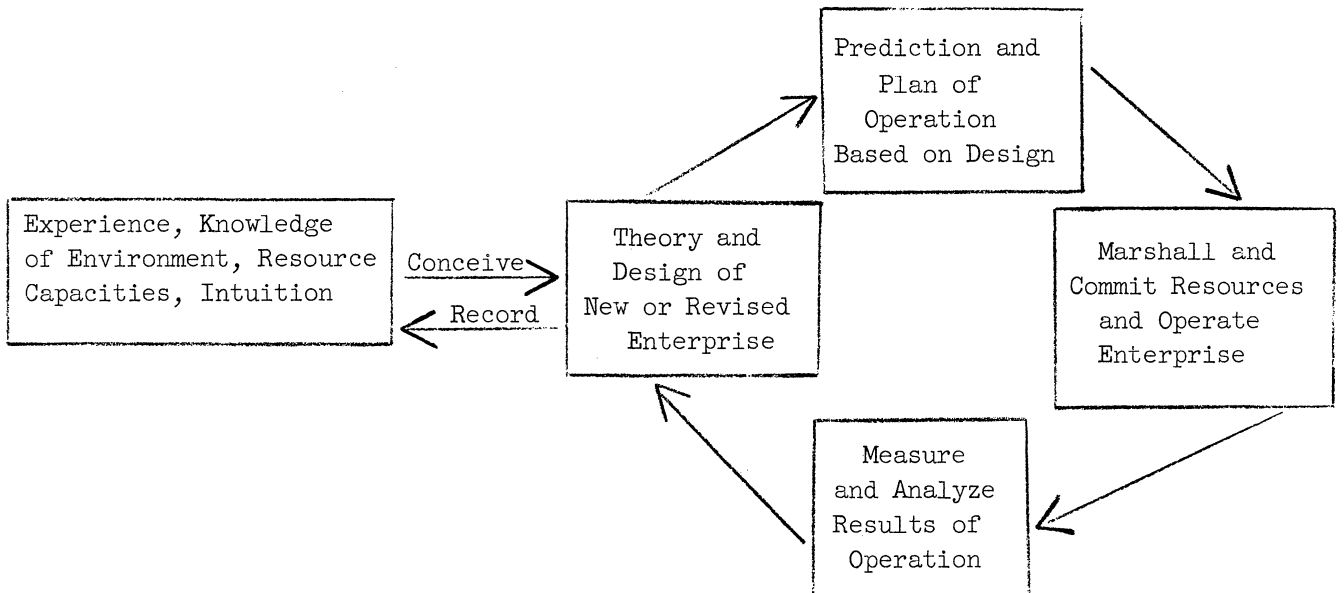 Prediction and
Plan of
Operation
Based on Design
Experience, Knowledge
of Environment, Resource
Capacities, Intuition
Conceive
Record
Theory and
Design of
New or Revised
Enterprise
Marshall and
Commit Resources
and Operate
Enterprise
Measure
and Analyze
Results of
Operation